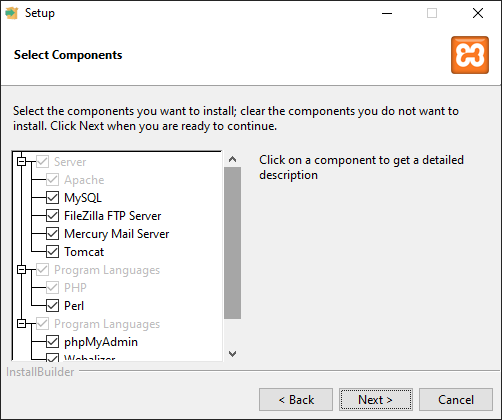 Setup
Select Components
Select the components you want to install; clear the components you do not want to
install. Click Next when you are ready to continue.
Server
Apache
MySQL
FileZilla FTP Server
Mercury Mail Server
Tomcat
Program Languages
PHP
Perl
Program Languages
phpMyAdmin
Webalizer
Click on a component to get a detailed
description
InstallBuilder
< Back
Next >
Cancel